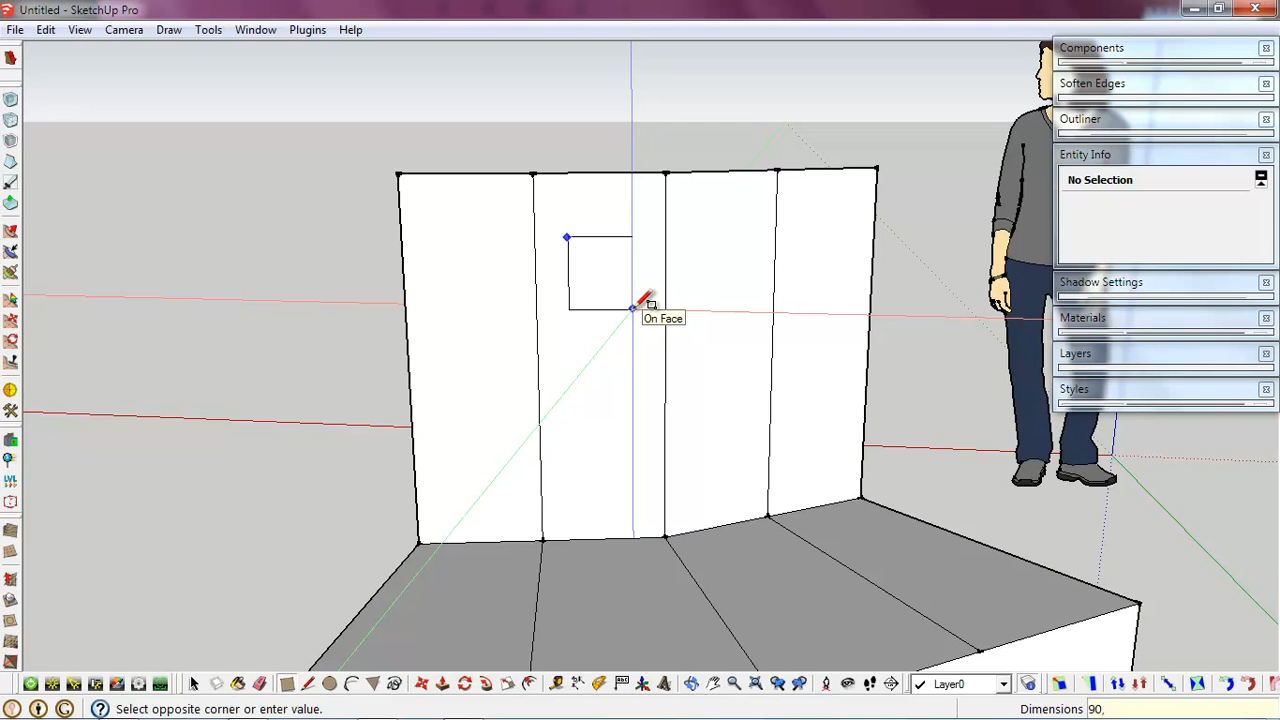 Untitled - SketchUp Pro
File Edit View Camera Draw Tools Window Plugins Help
Components
Soften Edges
Outliner
Entity Info
No Selection
Shadow Settings
Materials
Layers
Styles
On Face
LVL
Layer0
Select opposite corner or enter value.
Dimensions 90,